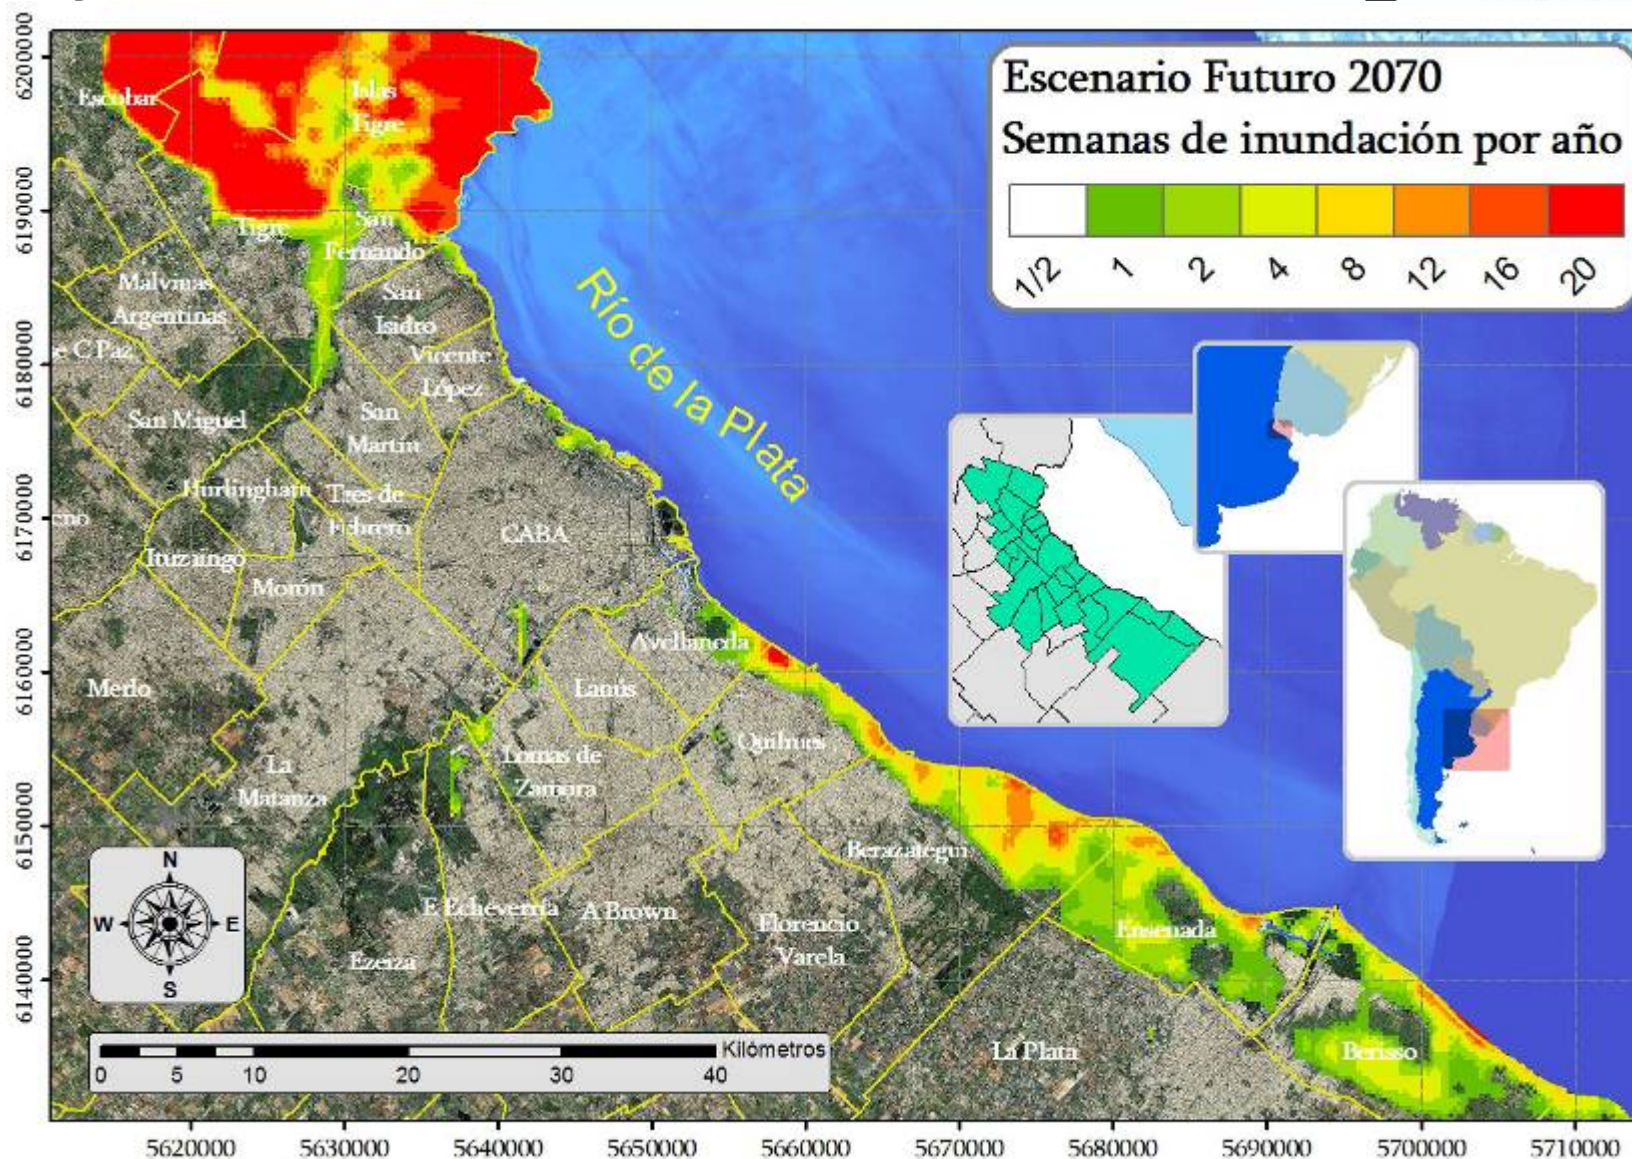 Escenario Futuro 2070
Semanas de inundación por año
1/2 1 2 4 8 12 16 20
6200000
6190000
6180000
6170000
6160000
6150000
6140000
Escobar
Islas
Tigre
Tigre
San
Fernando
Malvinas
Argentinas
San
Isidro
e C Paz
Vicente
López
San Miguel
San
Martin
Río de la Plata
Hurlingham
Tres de
Febrero
eno
CABA
Ituzaingó
Morón
Avellaneda
Merlo
Lanús
Quilmes
Lomas de
Zamora
La
Matanza
Berazategui
E Echeverría
A Brown
Florencio
Varela
Ensenada
Ezeiza
La Plata
Berisso
N
W E
S
Kilómetros
0 5 10 20 30 40
5620000 5630000 5640000 5650000 5660000 5670000 5680000 5690000 5700000 5710000